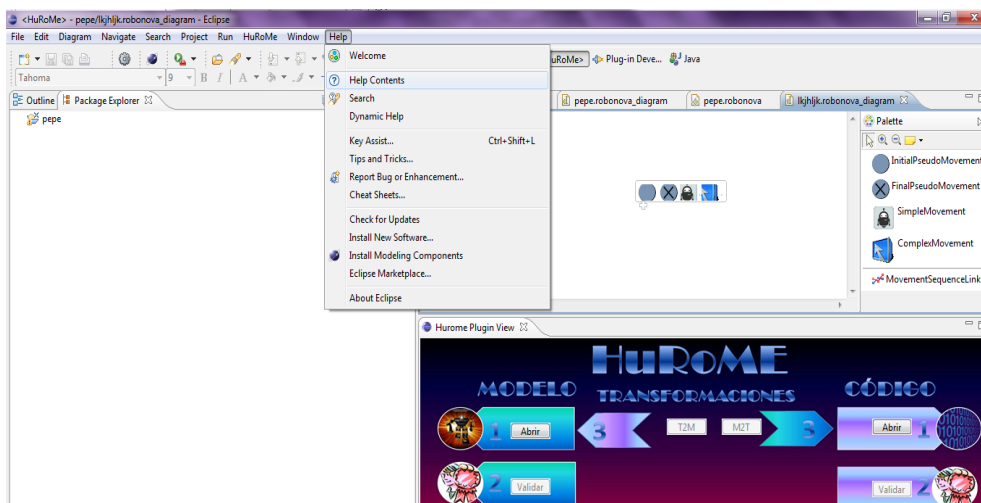 <HuRoMe> - pepe/lkjhljk.robonova_diagram - Eclipse
File Edit Diagram Navigate Search Project Run HuRoMe Window Help
Tahoma 9 B I A
uRoMe> Plug-in Deve... Java
Welcome
Help Contents
Search
Dynamic Help
Key Assist... Ctrl+Shift+L
Tips and Tricks...
Report Bug or Enhancement...
Cheat Sheets...
Check for Updates
Install New Software...
Install Modeling Components
Eclipse Marketplace...
About Eclipse
Outline Package Explorer
pepe
pepe.robonova_diagram pepe.robonova lkjhljk.robonova_diagram
Palette
InitialPseudoMovement
FinalPseudoMovement
SimpleMovement
ComplexMovement
MovementSequenceLink
Hurome Plugin View
HuRoME
MODELO TRANSFORMACIONES CÓDIGO
1 Abrir 3 T2M M2T 3 Abrir 1
2 Validar Validar 2